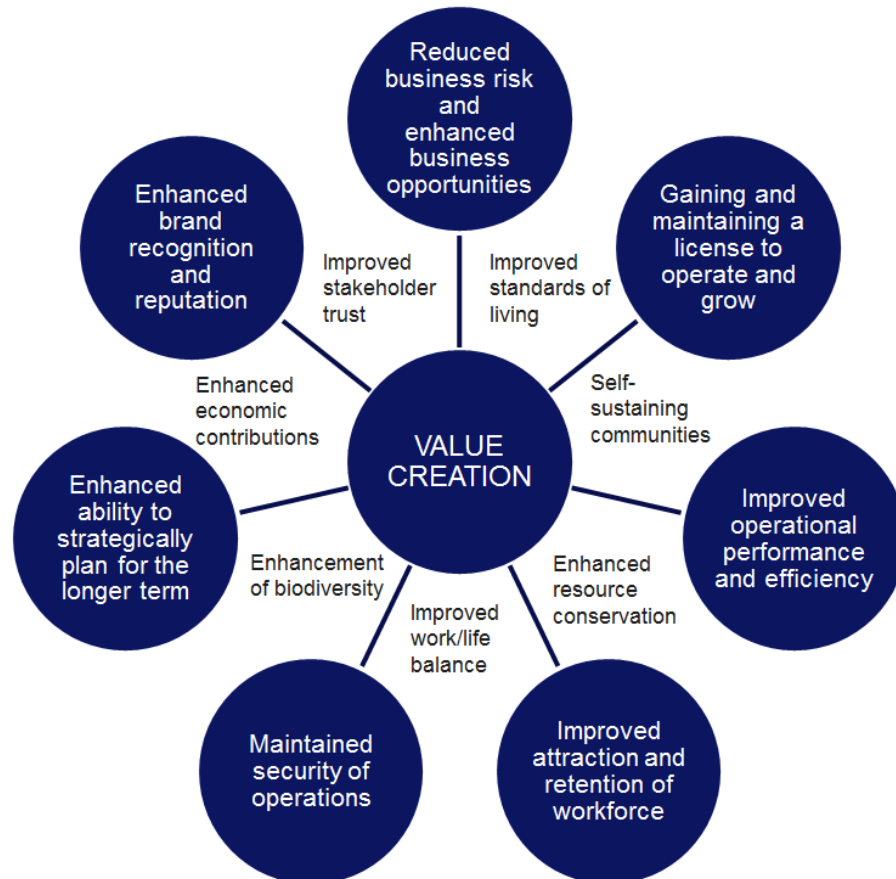 Reduced
business risk
and
enhanced
business
opportunities
Gaining and
maintaining a
license to
operate and
grow
Improved
operational
performance
and efficiency
Improved
attraction and
retention of
workforce
Maintained
security of
operations
Enhanced
ability to
strategically
plan for the
longer term
Enhanced
brand
recognition
and
reputation
VALUE
CREATION
Improved
stakeholder
trust
Improved
standards of
living
Self-
sustaining
communities
Enhanced
resource
conservation
Improved
work/life
balance
Enhancement
of biodiversity
Enhanced
economic
contributions